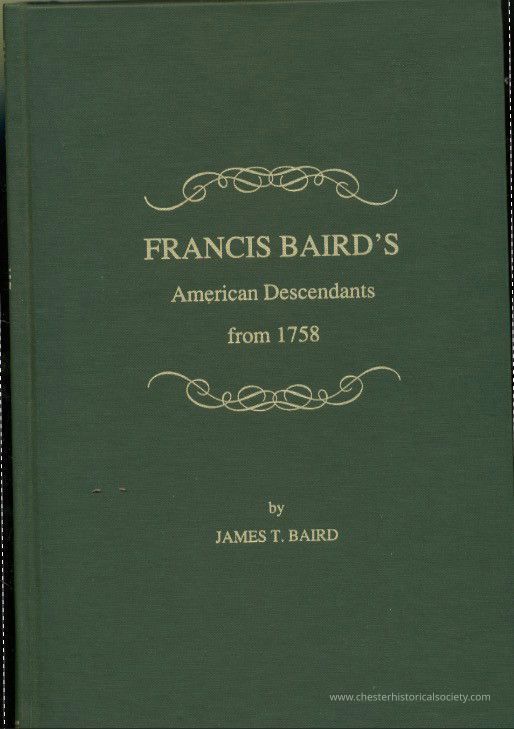 FRANCIS BAIRD'S
American Descendants
from 1758
by
JAMES T. BAIRD
www.chesterhistoricalsociety.com